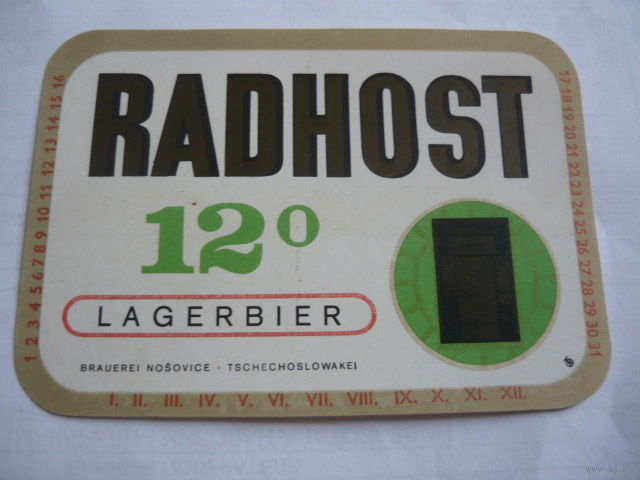 RADHOST
12º
LAGERBIER
BRAUEREI NOŠOVICE - TSCHECHOSLOWAKEI
1 2 3 4 5 6 7 8 9 10 11 12 13 14 15 16
17 18 19 20 21 22 23 24 25 26 27 28 29 30 31
I. II. III. IV. V. VI. VII. VIII. IX. X. XI. XII.